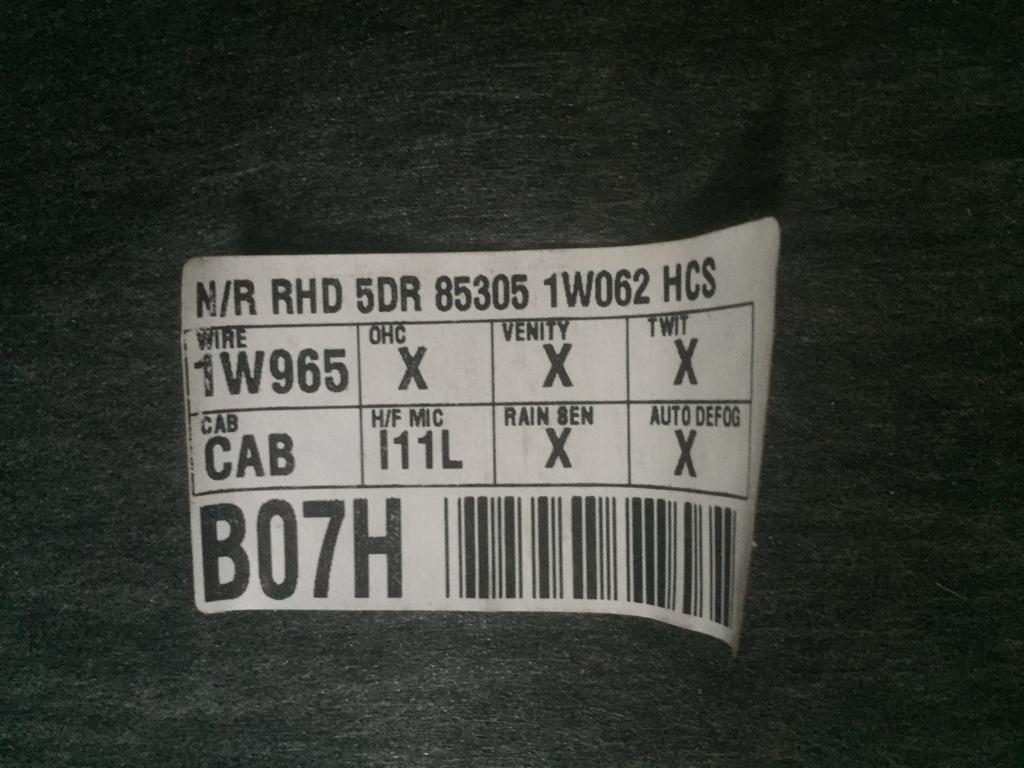 N/R RHD 5DR 85305 1W062 HCS
WIRE OHC VENITY TWIT
1W965 X X X
CAB H/F MIC RAIN SEN AUTO DEFOG
CAB I11L X X
B07H